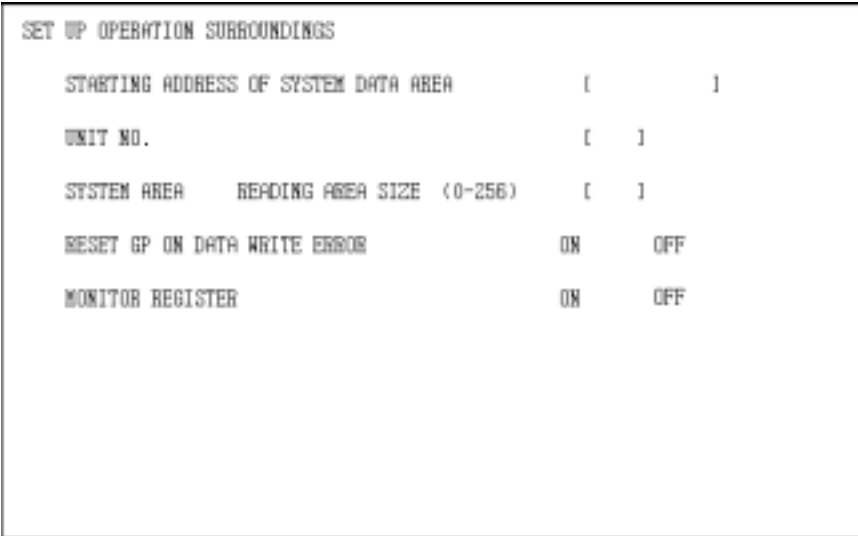 SET UP OPERATION SURROUNDINGS
STARTING ADDRESS OF SYSTEM DATA AREA [ ]
UNIT NO. [ ]
SYSTEM AREA READING AREA SIZE (0-256) [ ]
RESET GP ON DATA WRITE ERROR ON OFF
MONITOR REGISTER ON OFF